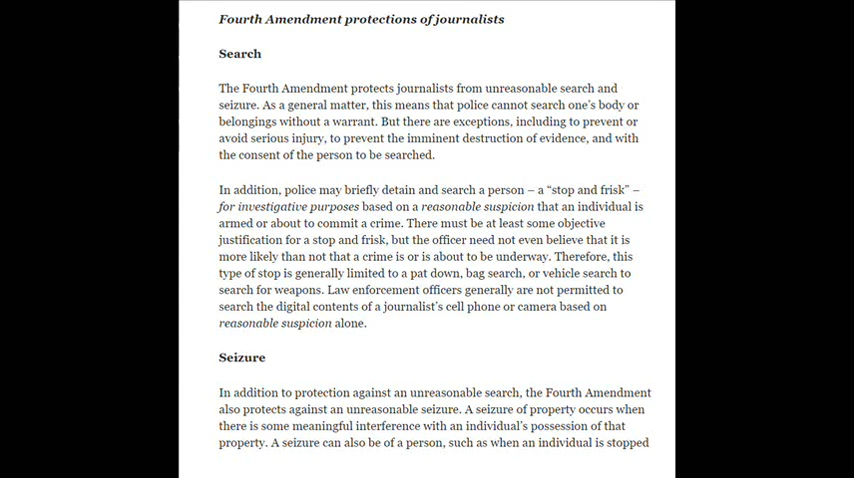 Fourth Amendment protections of journalists
Search
The Fourth Amendment protects journalists from unreasonable search and
seizure. As a general matter, this means that police cannot search one’s body or
belongings without a warrant. But there are exceptions, including to prevent or
avoid serious injury, to prevent the imminent destruction of evidence, and with
the consent of the person to be searched.
In addition, police may briefly detain and search a person – a “stop and frisk” –
for investigative purposes based on a reasonable suspicion that an individual is
armed or about to commit a crime. There must be at least some objective
justification for a stop and frisk, but the officer need not even believe that it is
more likely than not that a crime is or is about to be underway. Therefore, this
type of stop is generally limited to a pat down, bag search, or vehicle search to
search for weapons. Law enforcement officers generally are not permitted to
search the digital contents of a journalist’s cell phone or camera based on
reasonable suspicion alone.
Seizure
In addition to protection against an unreasonable search, the Fourth Amendment
also protects against an unreasonable seizure. A seizure of property occurs when
there is some meaningful interference with an individual’s possession of that
property. A seizure can also be of a person, such as when an individual is stopped